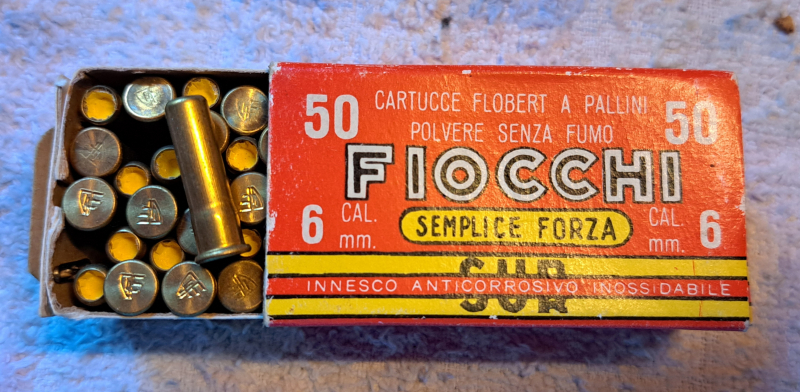 50 CARTUCCE FLOBERT A PALLINI 50
POLVERE SENZA FUMO
FIOCCHI
6 CAL. mm. SEMPLICE FORZA CAL. mm. 6
SUR
INNESCO ANTICORROSIVO INOSSIDABILE